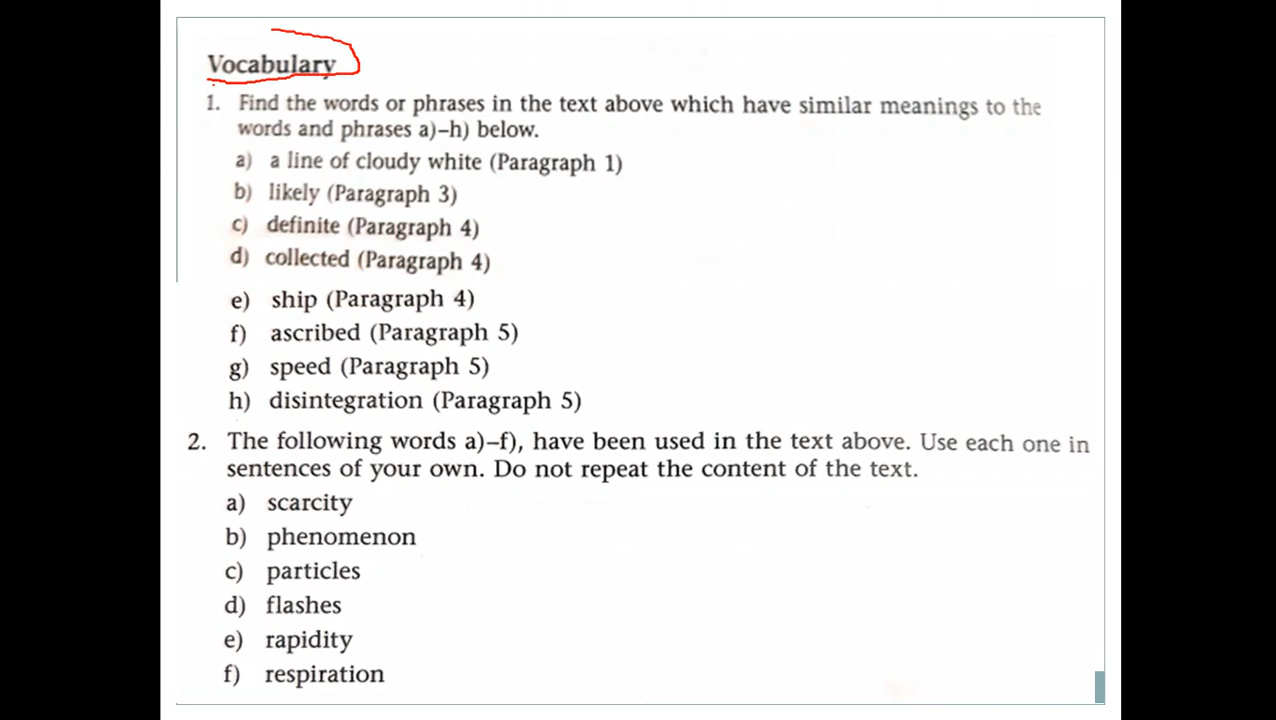 Vocabulary
1. Find the words or phrases in the text above which have similar meanings to the
words and phrases a)–h) below.
a) a line of cloudy white (Paragraph 1)
b) likely (Paragraph 3)
c) definite (Paragraph 4)
d) collected (Paragraph 4)
e) ship (Paragraph 4)
f) ascribed (Paragraph 5)
g) speed (Paragraph 5)
h) disintegration (Paragraph 5)
2. The following words a)–f), have been used in the text above. Use each one in
sentences of your own. Do not repeat the content of the text.
a) scarcity
b) phenomenon
c) particles
d) flashes
e) rapidity
f) respiration